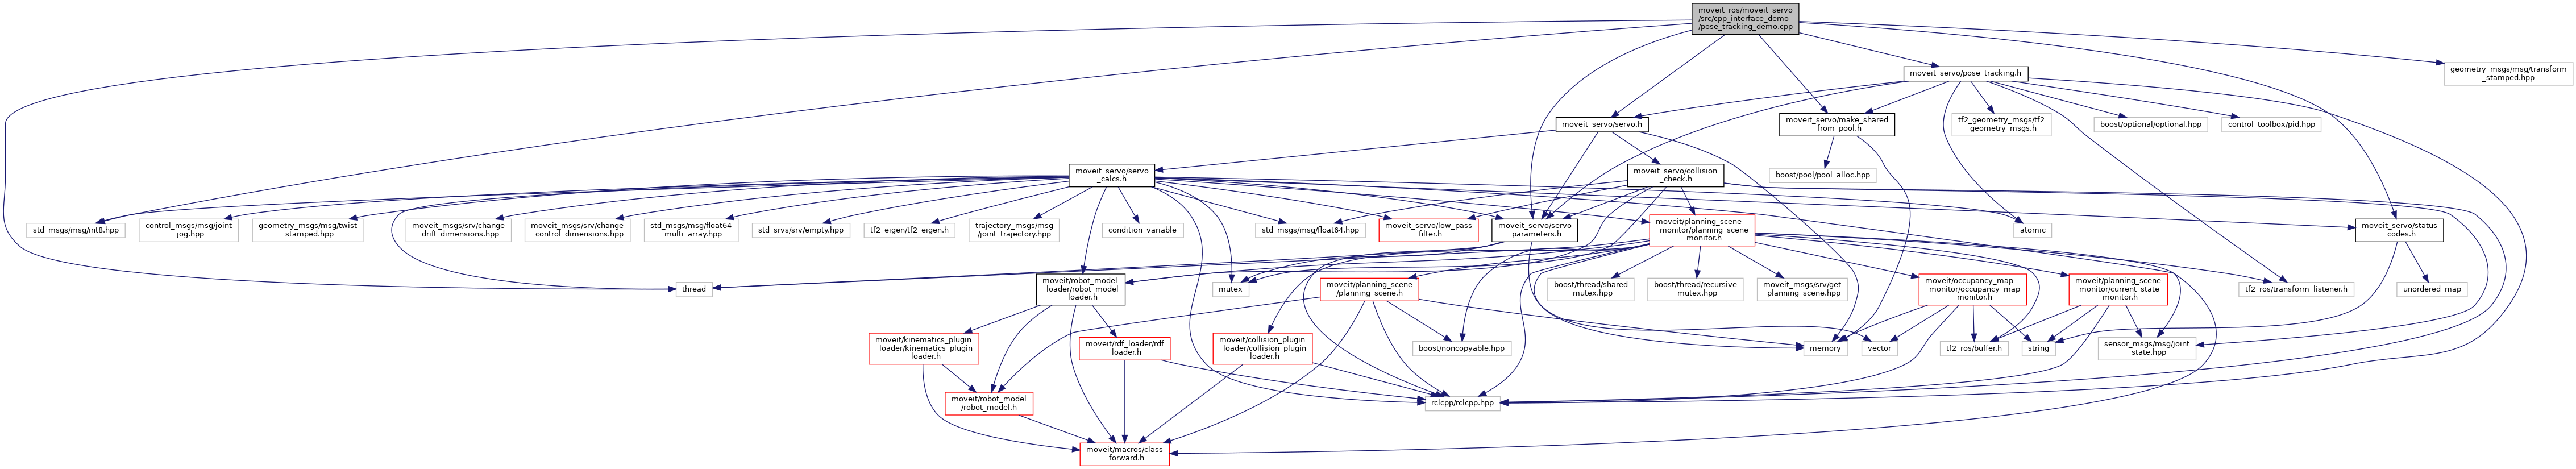 moveit_ros/moveit_servo
/src/cpp_interface_demo
/pose_tracking_demo.cpp
moveit_servo/pose_tracking.h
geometry_msgs/msg/transform
_stamped.hpp
moveit_servo/servo.h
moveit_servo/make_shared
_from_pool.h
tf2_geometry_msgs/tf2
_geometry_msgs.h
boost/optional/optional.hpp
control_toolbox/pid.hpp
moveit_servo/servo
_calcs.h
moveit_servo/collision
_check.h
boost/pool/pool_alloc.hpp
std_msgs/msg/int8.hpp
control_msgs/msg/joint
_jog.hpp
geometry_msgs/msg/twist
_stamped.hpp
moveit_msgs/srv/change
_drift_dimensions.hpp
moveit_msgs/srv/change
_control_dimensions.hpp
std_msgs/msg/float64
_multi_array.hpp
std_srvs/srv/empty.hpp
tf2_eigen/tf2_eigen.h
trajectory_msgs/msg
/joint_trajectory.hpp
condition_variable
std_msgs/msg/float64.hpp
moveit_servo/low_pass
_filter.h
moveit_servo/servo
_parameters.h
moveit/planning_scene
_monitor/planning_scene
_monitor.h
atomic
moveit_servo/status
_codes.h
thread
moveit/robot_model
_loader/robot_model
_loader.h
mutex
moveit/planning_scene
/planning_scene.h
boost/thread/shared
_mutex.hpp
boost/thread/recursive
_mutex.hpp
moveit_msgs/srv/get
_planning_scene.hpp
moveit/occupancy_map
_monitor/occupancy_map
_monitor.h
moveit/planning_scene
_monitor/current_state
_monitor.h
tf2_ros/transform_listener.h
unordered_map
moveit/kinematics_plugin
_loader/kinematics_plugin
_loader.h
moveit/rdf_loader/rdf
_loader.h
moveit/collision_plugin
_loader/collision_plugin
_loader.h
boost/noncopyable.hpp
memory
vector
tf2_ros/buffer.h
string
sensor_msgs/msg/joint
_state.hpp
moveit/robot_model
/robot_model.h
rclcpp/rclcpp.hpp
moveit/macros/class
_forward.h